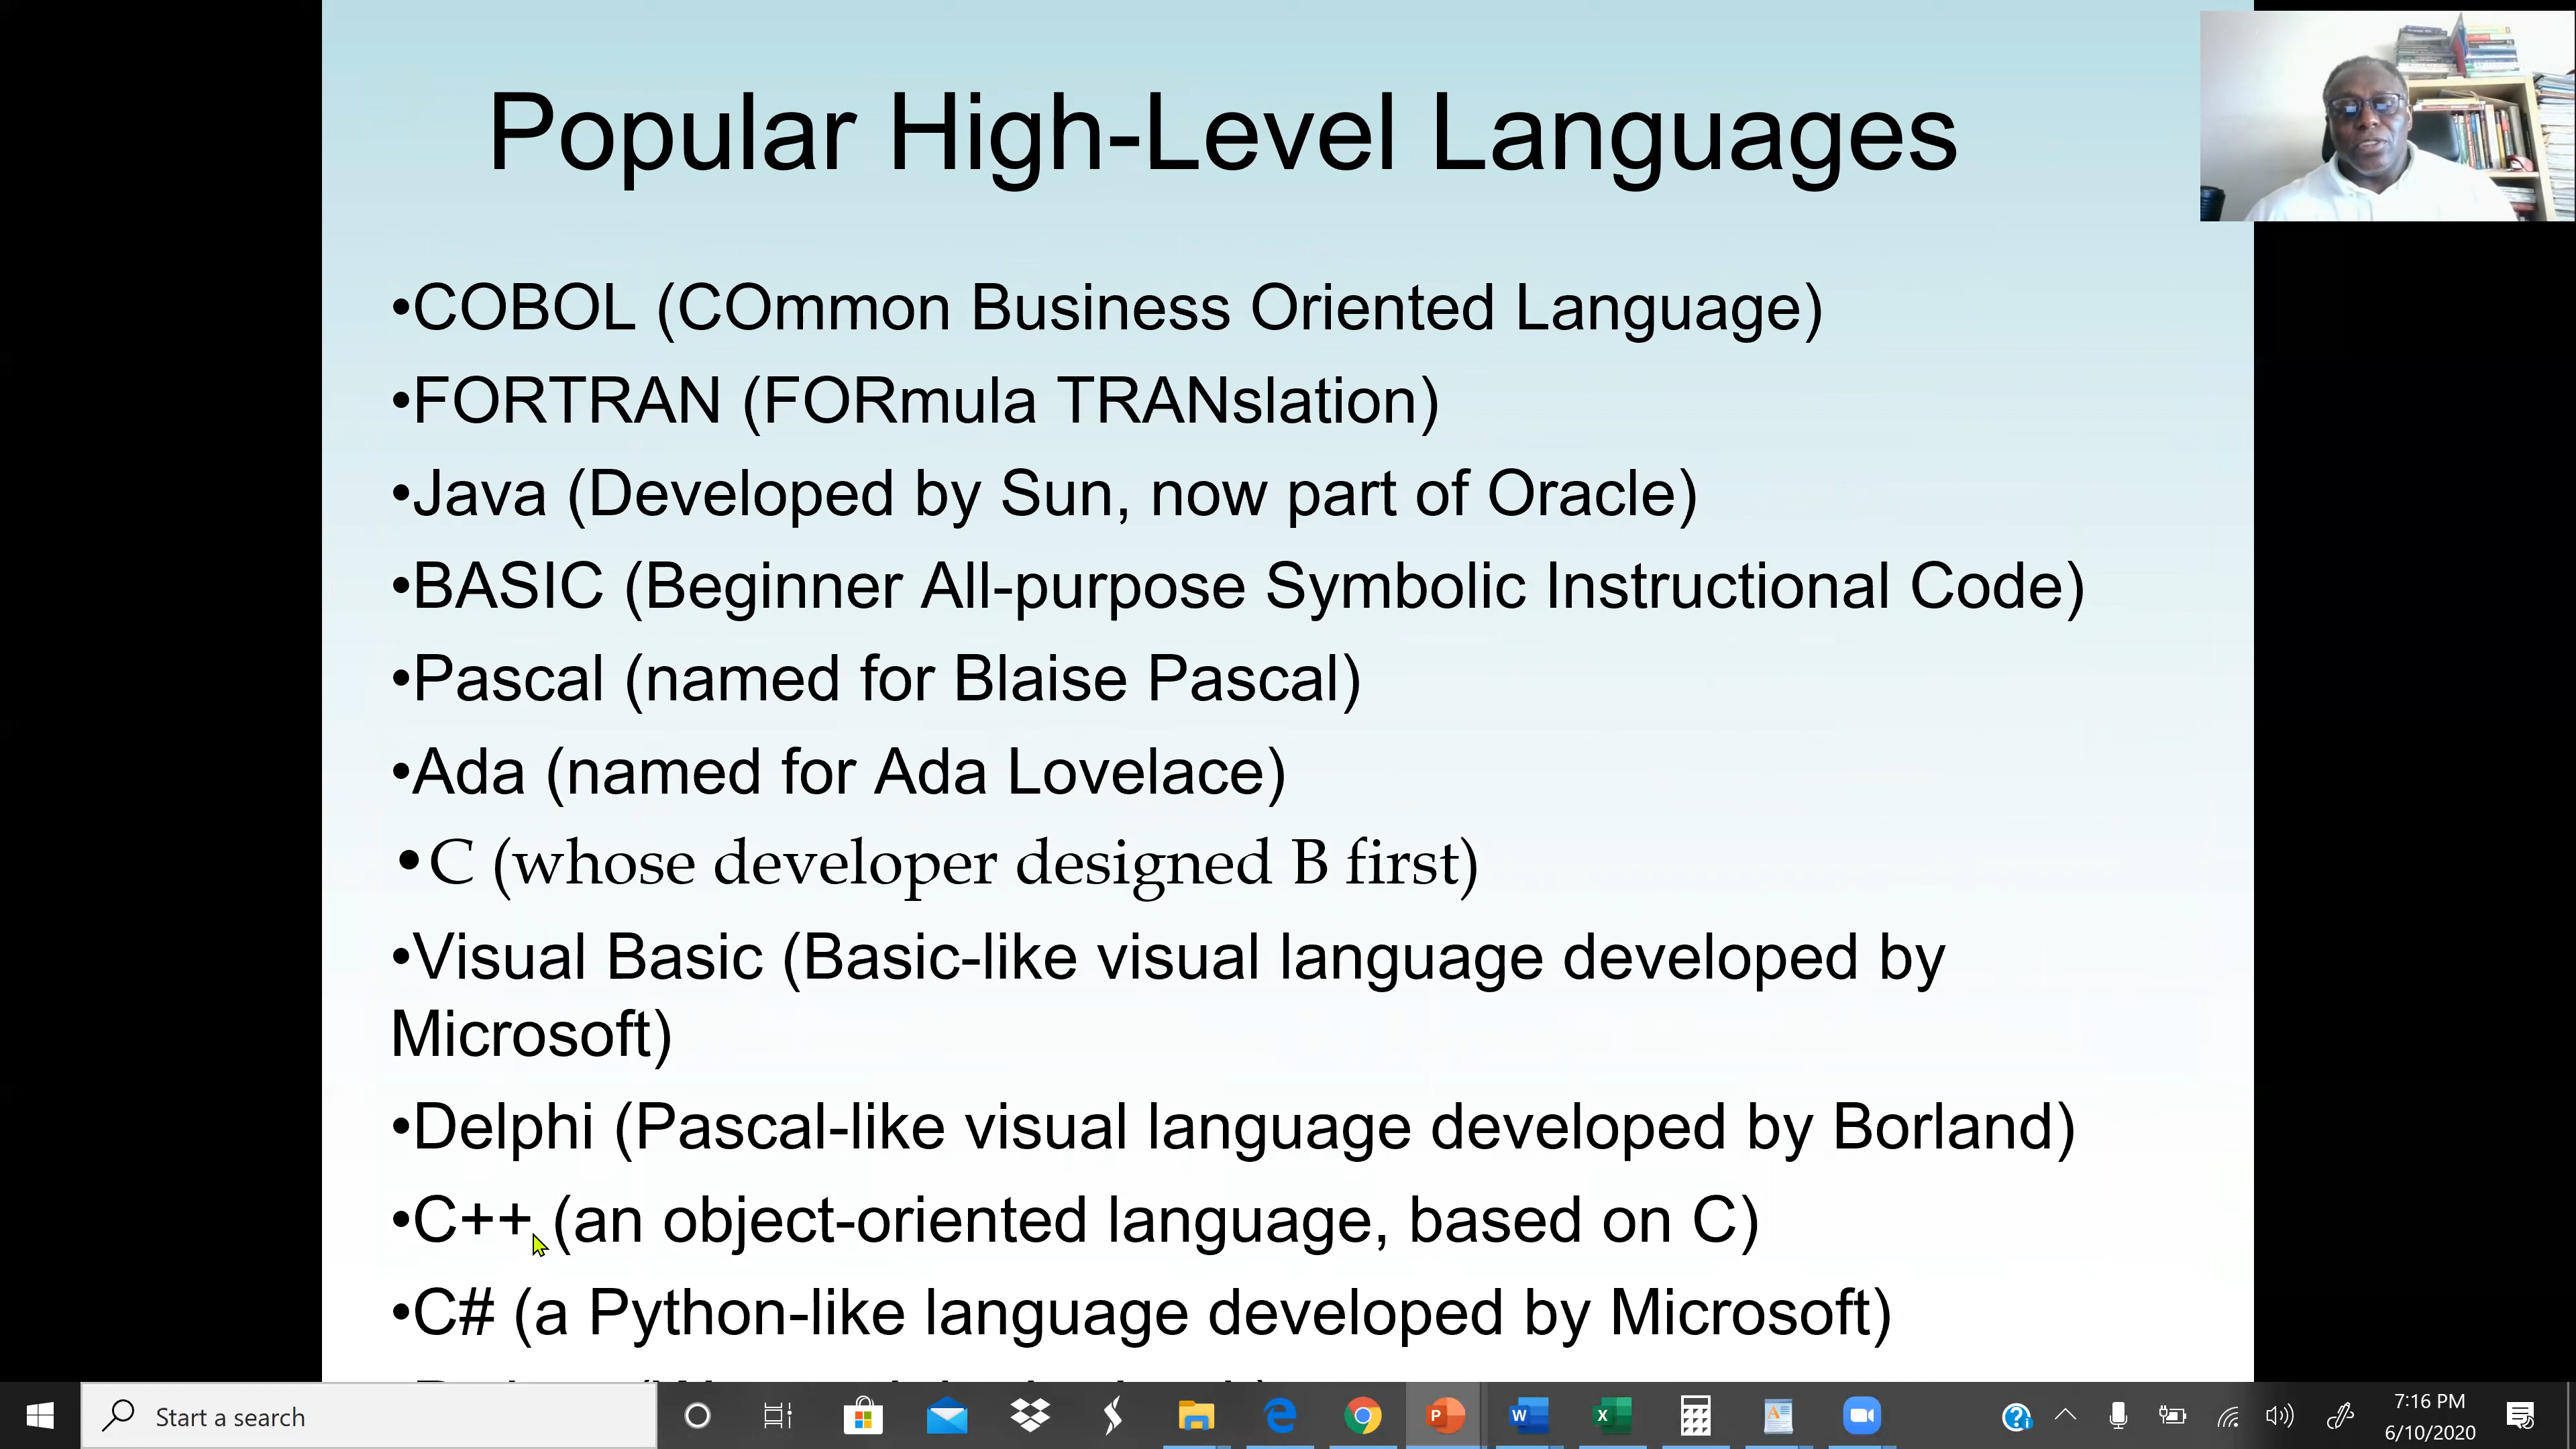 Popular High-Level Languages
•COBOL (COmmon Business Oriented Language)
•FORTRAN (FORmula TRANslation)
•Java (Developed by Sun, now part of Oracle)
•BASIC (Beginner All-purpose Symbolic Instructional Code)
•Pascal (named for Blaise Pascal)
•Ada (named for Ada Lovelace)
•C (whose developer designed B first)
•Visual Basic (Basic-like visual language developed by
Microsoft)
•Delphi (Pascal-like visual language developed by Borland)
•C++ (an object-oriented language, based on C)
•C# (a Python-like language developed by Microsoft)
Start a search
7:16 PM
6/10/2020